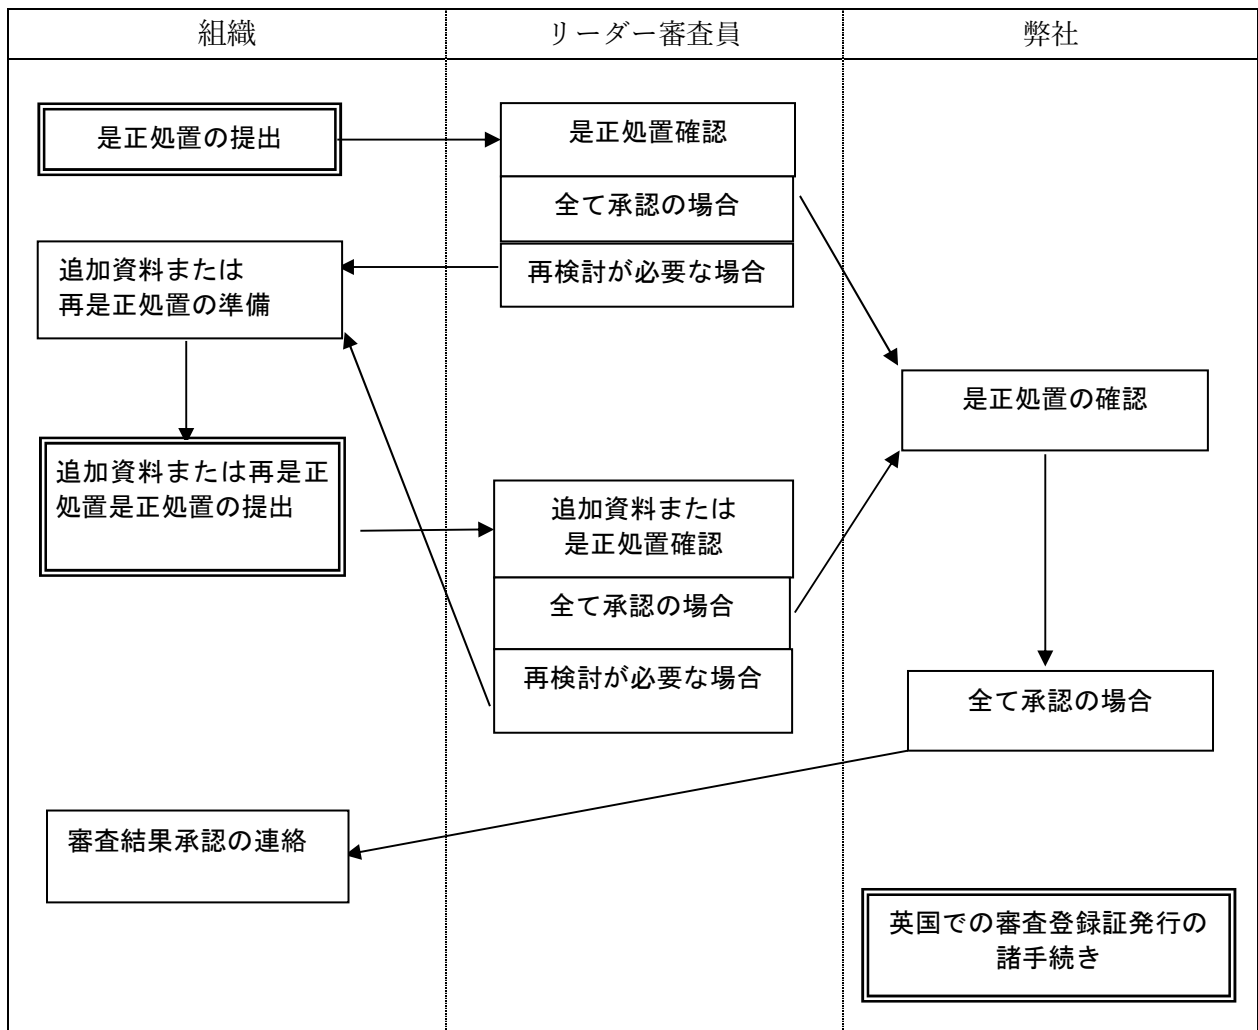 組織
リーダー審査員
弊社
是正処置の提出
是正処置確認
全て承認の場合
再検討が必要な場合
追加資料または
再是正処置の準備
是正処置の確認
追加資料または再是正
処置是正処置の提出
追加資料または
是正処置確認
全て承認の場合
再検討が必要な場合
全て承認の場合
審査結果承認の連絡
英国での審査登録証発行の
諸手続き